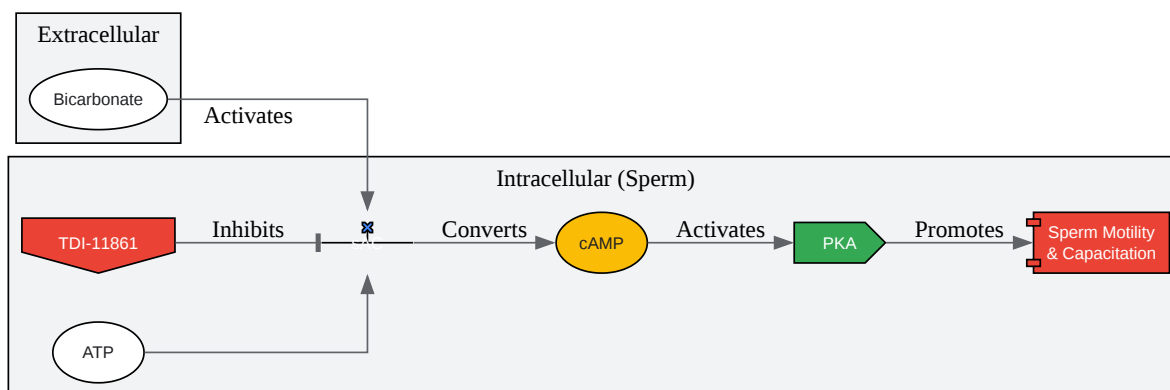 Extracellular
Bicarbonate
Activates
Intracellular (Sperm)
TDI-11861
Inhibits
Converts
cAMP
Activates
PKA
Promotes
Sperm Motility
& Capacitation
ATP